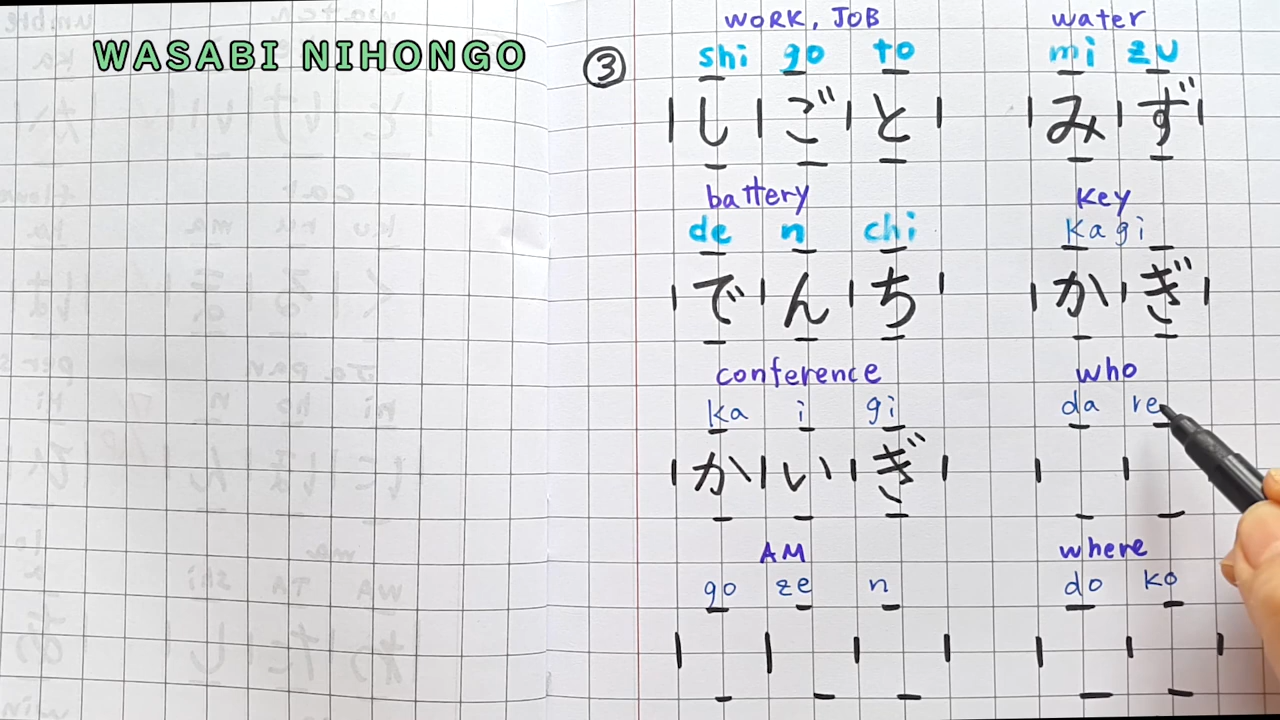 WASABI NIHONGO
③
WORK, JOB
shi go to
しごと
water
mi zu
みず
battery
de n chi
でんち
key
ka gi
かぎ
conference
ka i gi
かいぎ
who
da re
AM
go ze n
where
do ko